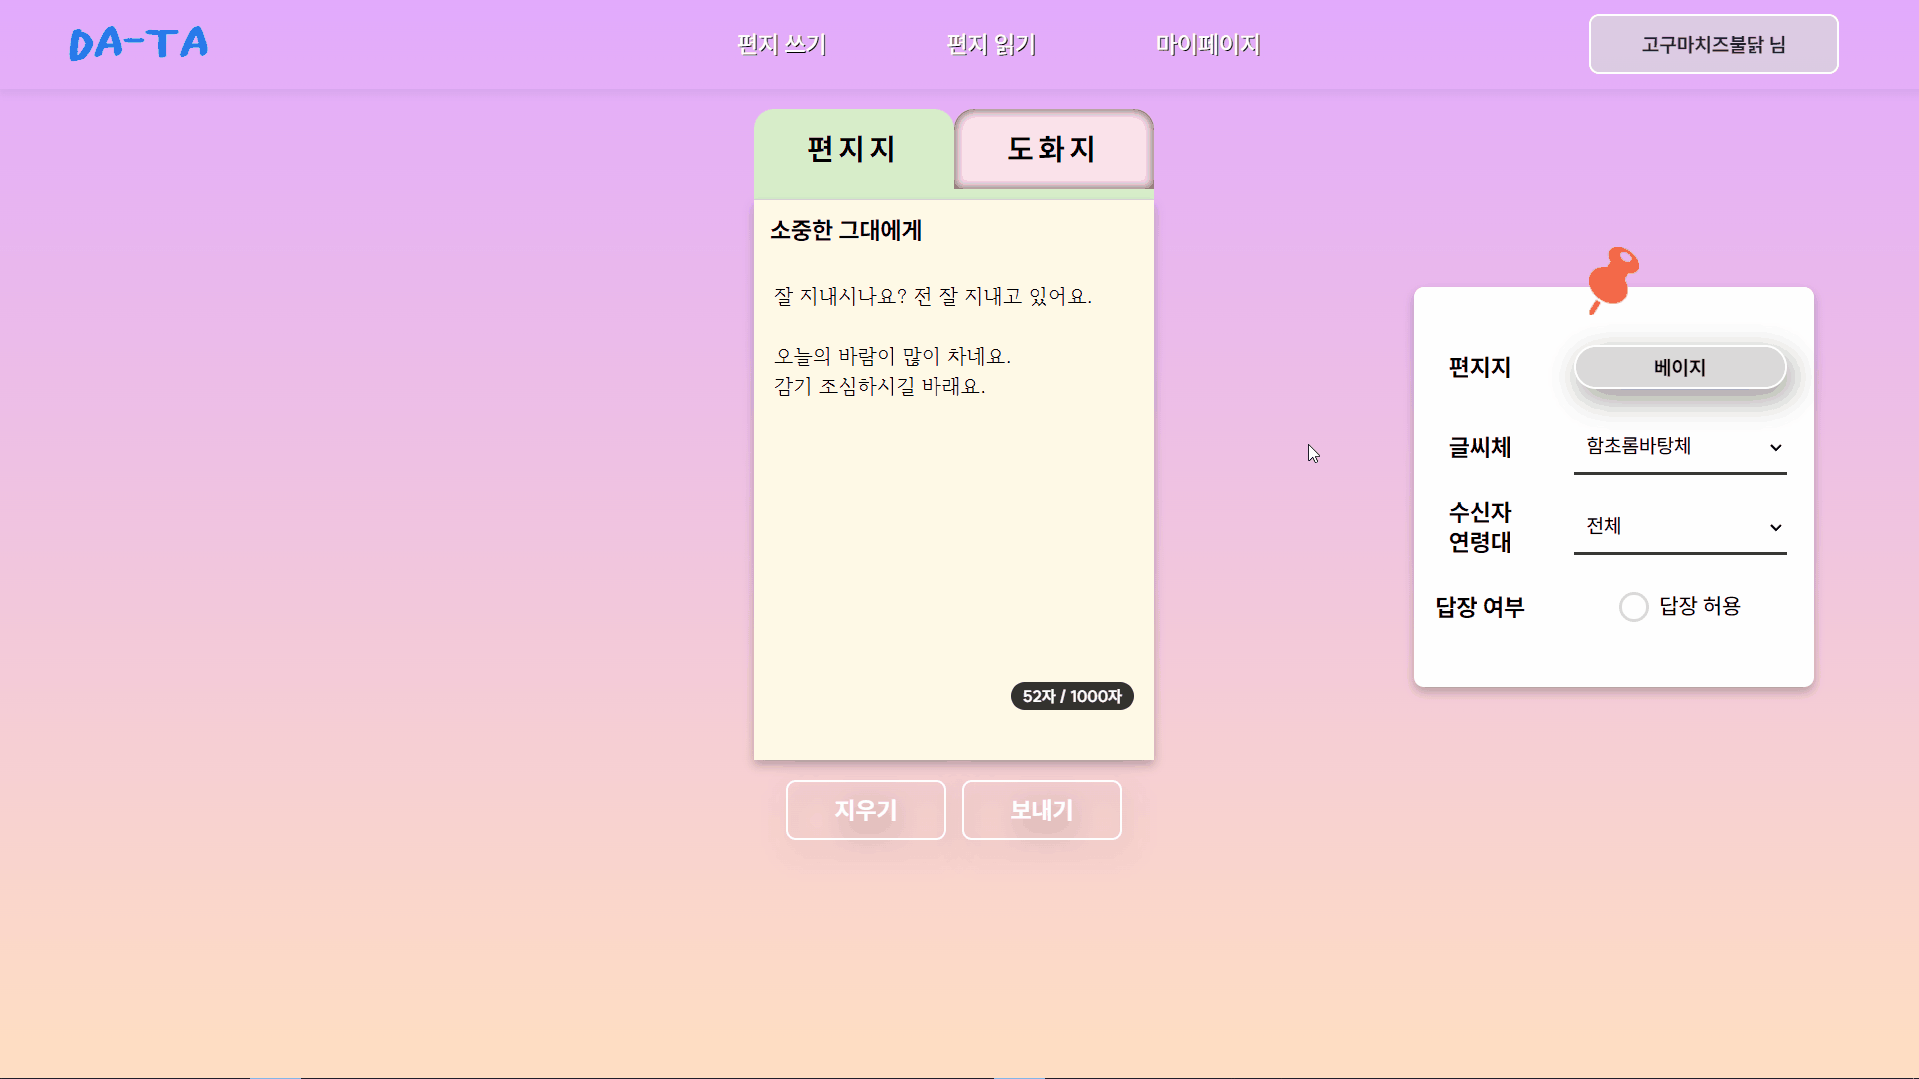 DA-TA
편지 쓰기
편지 읽기
마이페이지
고구마치즈불닭 님
편지지
도화지
소중한 그대에게
잘 지내시나요? 전 잘 지내고 있어요.
오늘의 바람이 많이 차네요.
감기 조심하시길 바래요.
52자 / 1000자
지우기
보내기
편지지
베이지
글씨체
함초롬바탕체
수신자
연령대
전체
답장 여부
답장 허용